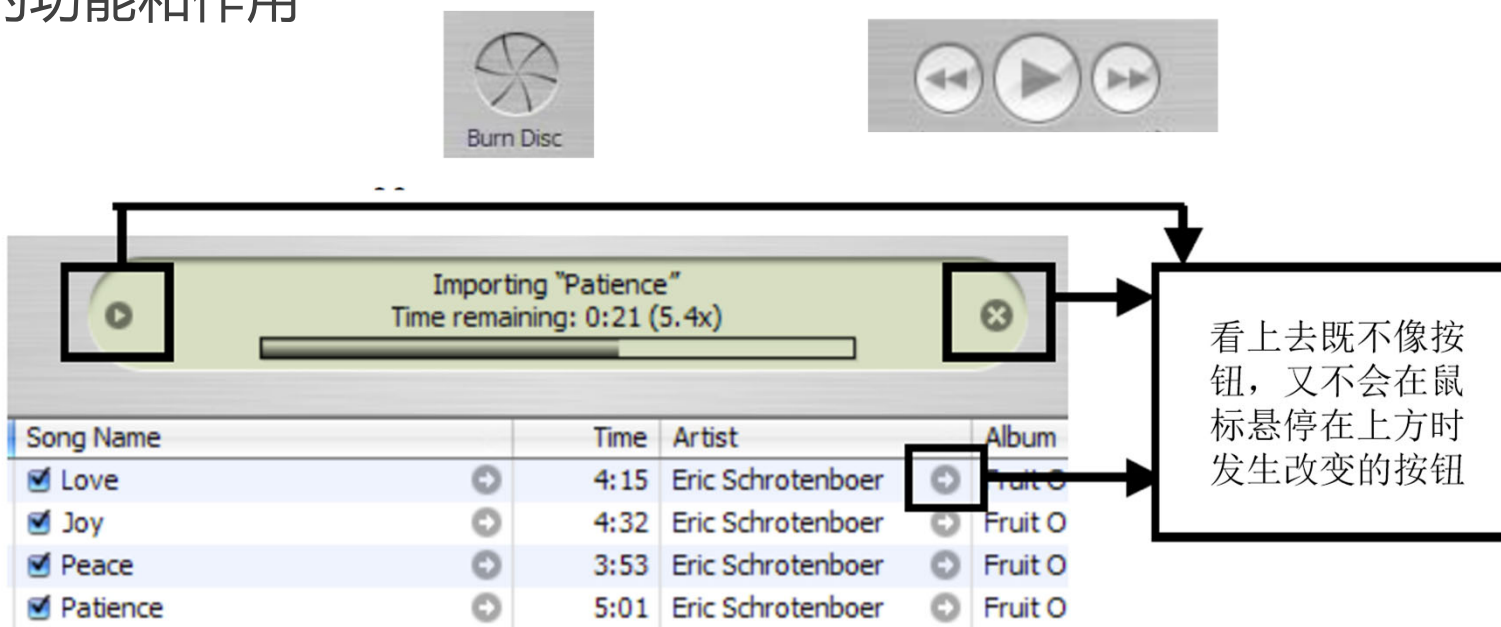 的功能和作用
Burn Disc
Importing "Patience"
Time remaining: 0:21 (5.4x)
看上去既不像按
钮，又不会在鼠
标悬停在上方时
发生改变的按钮
Song Name Time Artist Album
Love 4:15 Eric Schrotenboer Fruit O
Joy 4:32 Eric Schrotenboer Fruit O
Peace 3:53 Eric Schrotenboer Fruit O
Patience 5:01 Eric Schrotenboer Fruit O